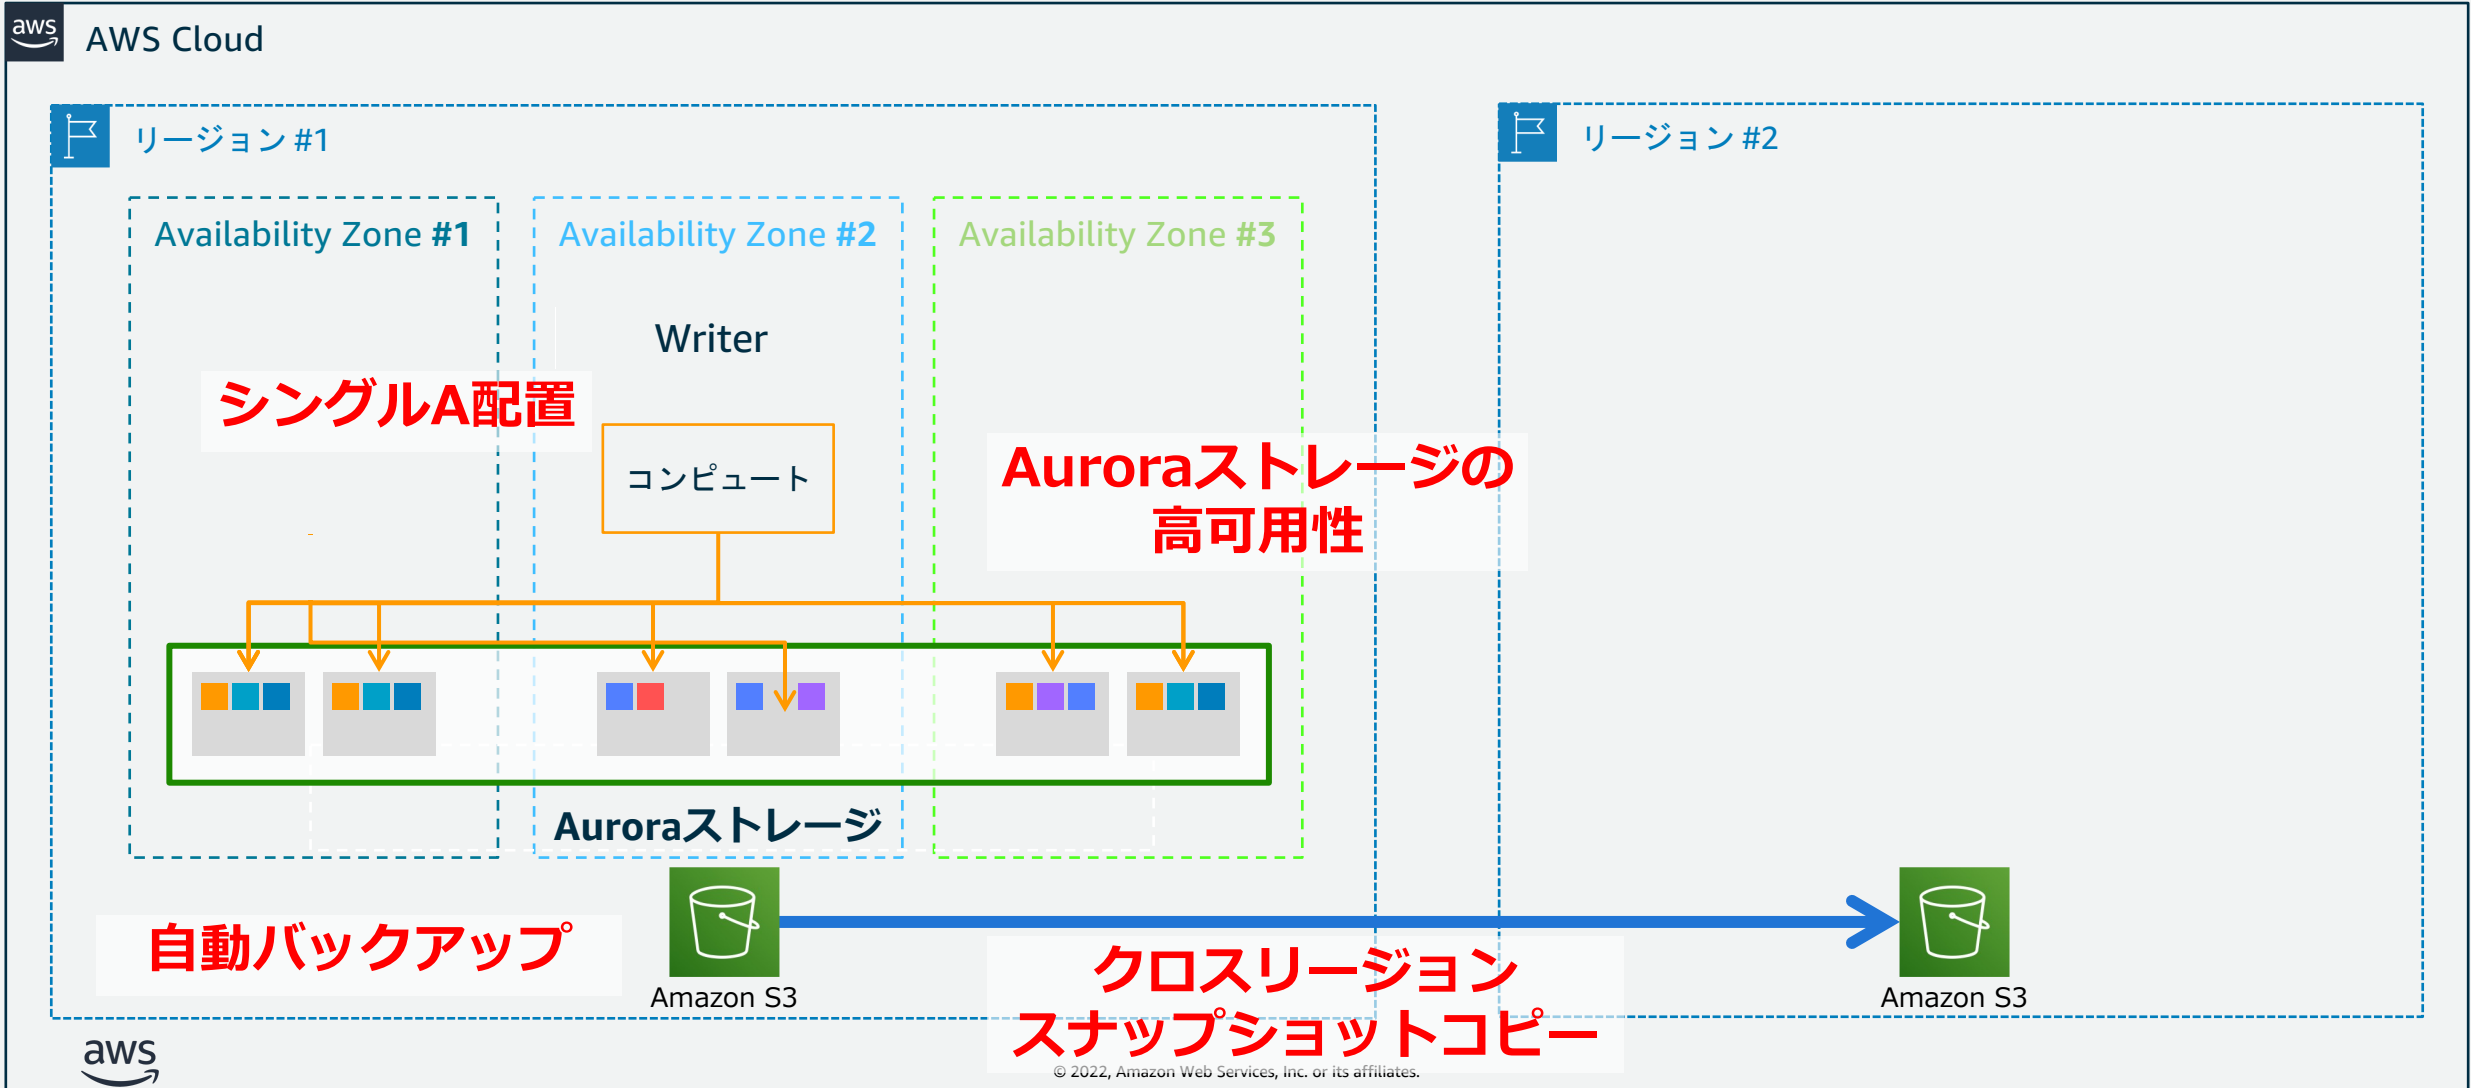 aws
AWS Cloud
リージョン #1
リージョン #2
Availability Zone #1
Availability Zone #2
Availability Zone #3
Writer
シングルA配置
コンピュート
Auroraストレージの
高可用性
Auroraストレージ
自動バックアップ
Amazon S3
クロスリージョン
スナップショットコピー
Amazon S3
aws
© 2022, Amazon Web Services, Inc. or its affiliates.